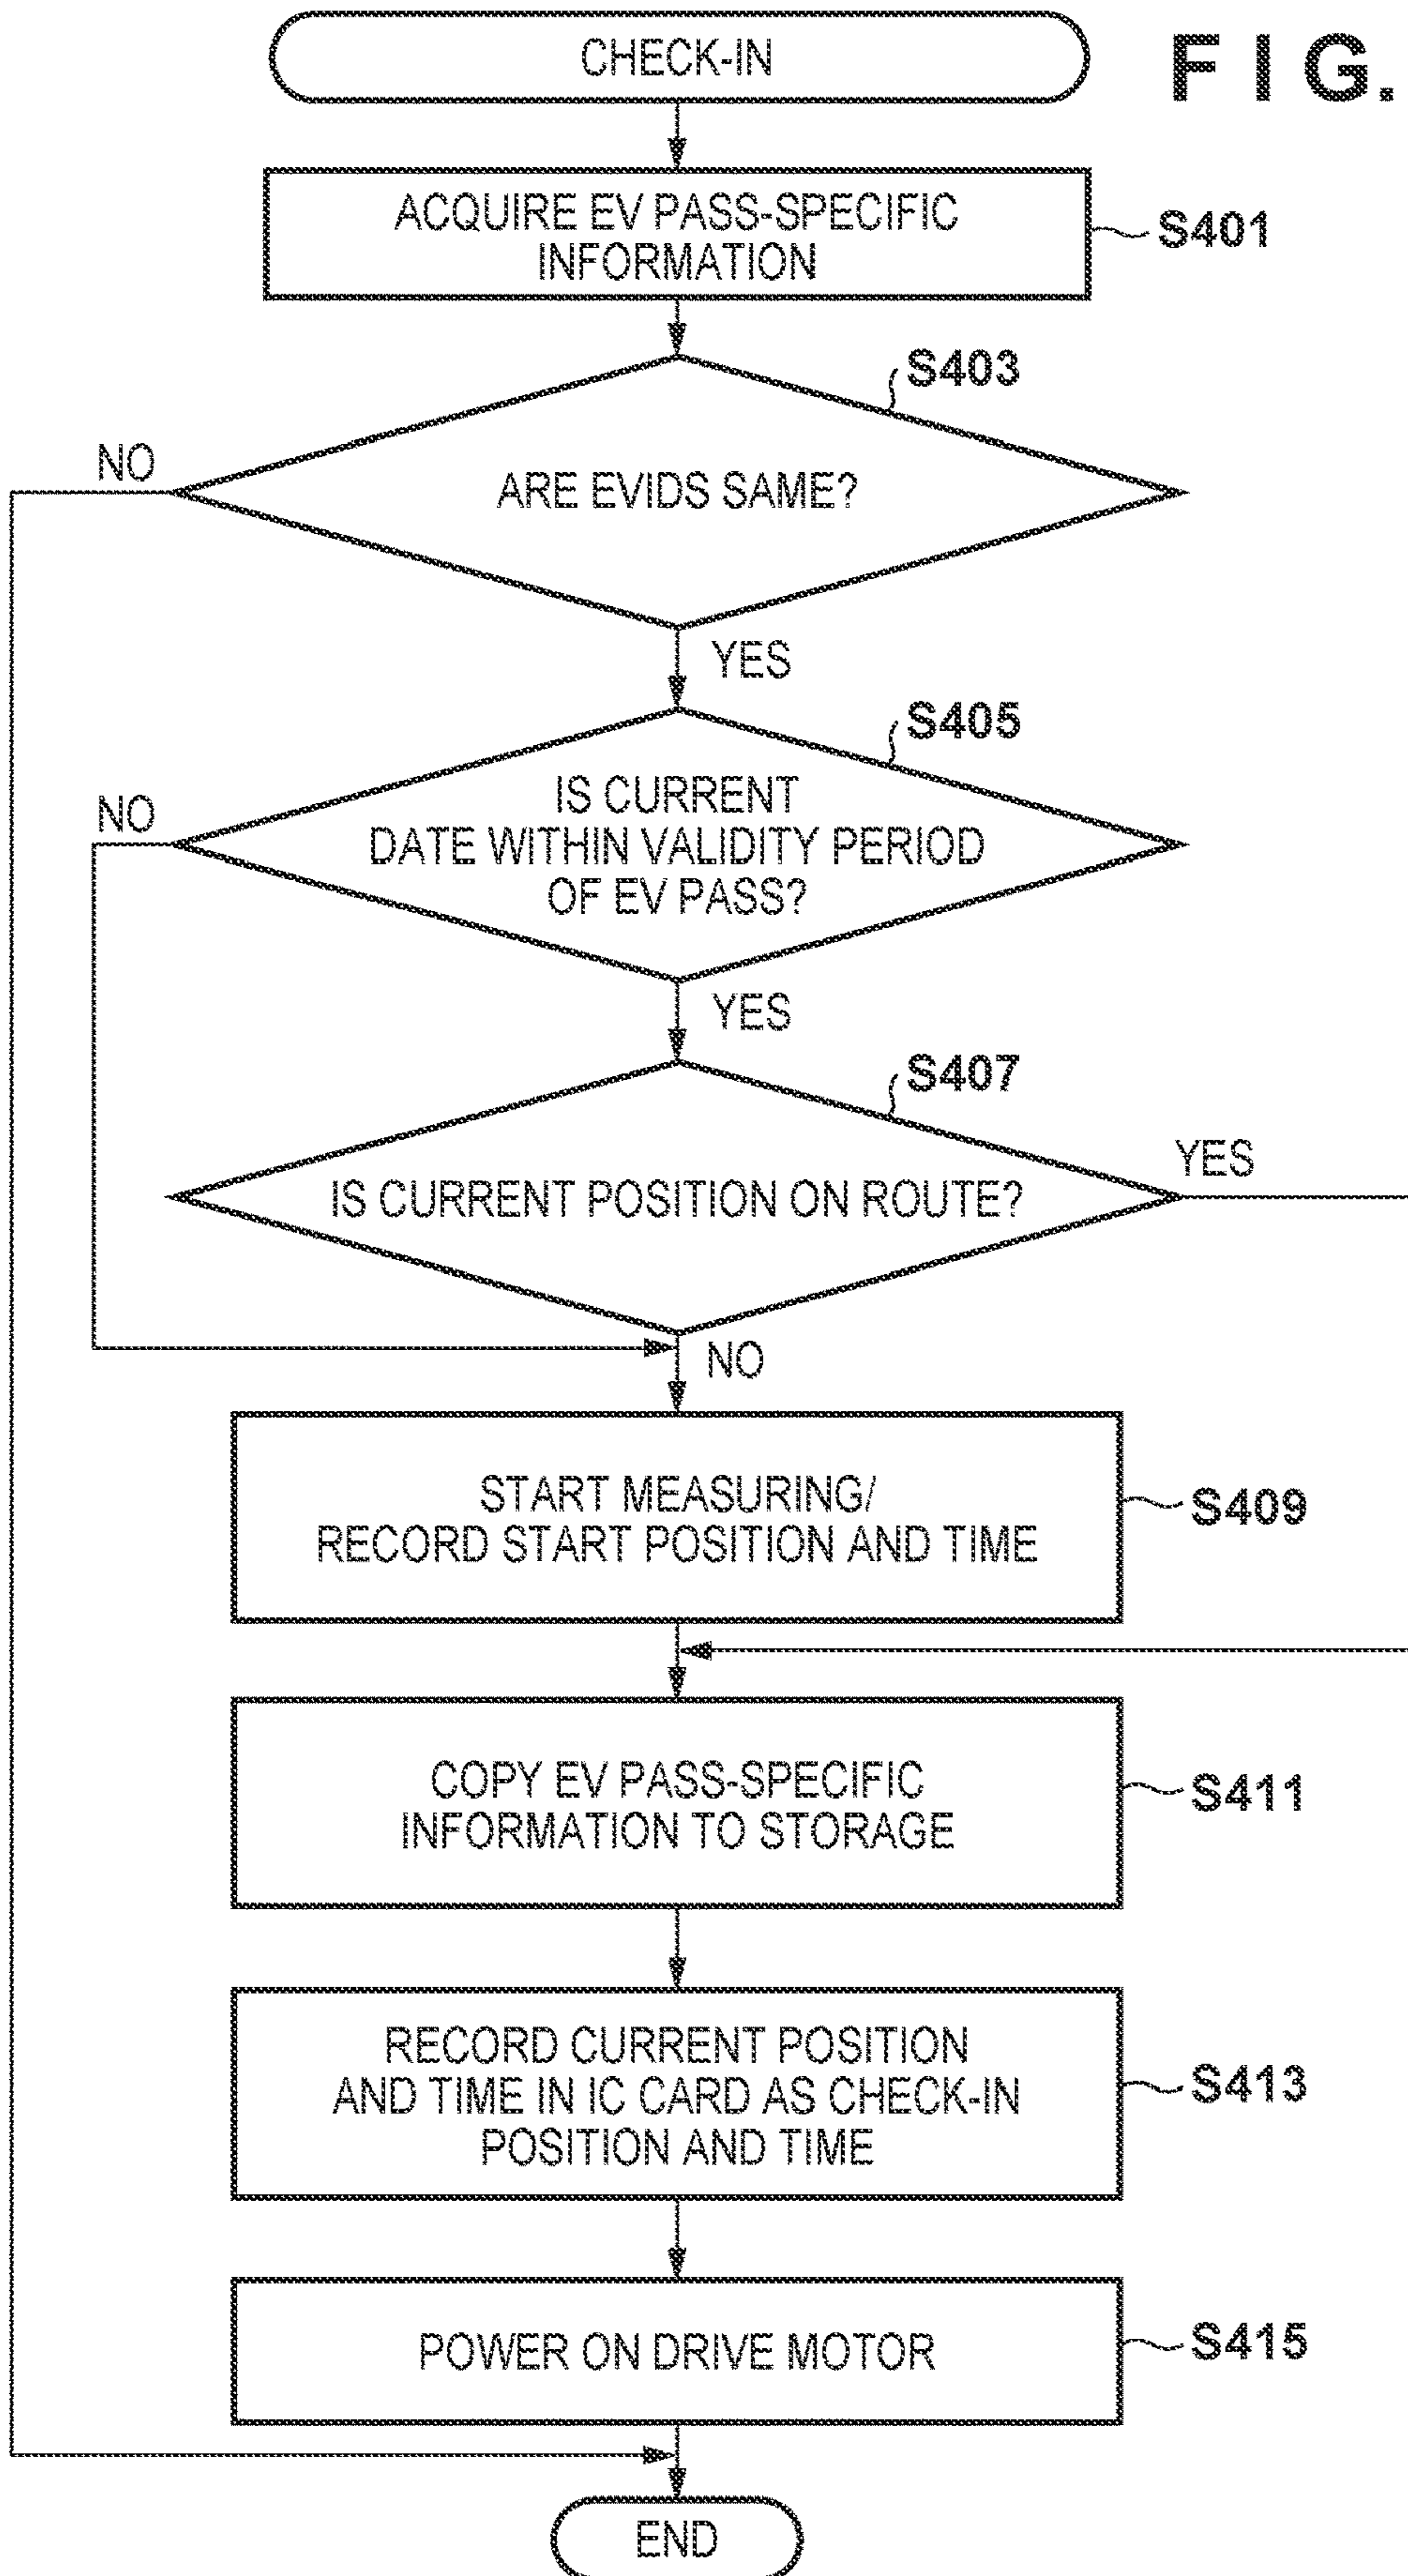 CHECK-IN
FIG.
ACQUIRE EV PASS-SPECIFIC
INFORMATION
S401
S403
NO
ARE EVIDS SAME?
YES
S405
NO
IS CURRENT
DATE WITHIN VALIDITY PERIOD
OF EV PASS?
YES
S407
YES
IS CURRENT POSITION ON ROUTE?
NO
START MEASURING/
RECORD START POSITION AND TIME
S409
COPY EV PASS-SPECIFIC
INFORMATION TO STORAGE
S411
RECORD CURRENT POSITION
AND TIME IN IC CARD AS CHECK-IN
POSITION AND TIME
S413
POWER ON DRIVE MOTOR
S415
END